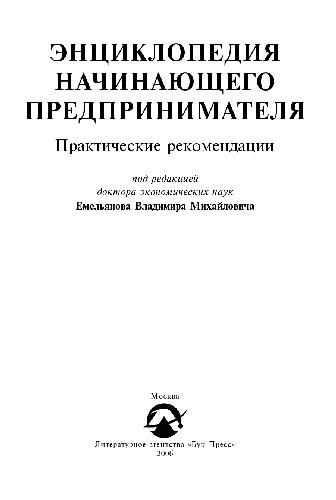 ЭНЦИКЛОПЕДИЯ
НАЧИНАЮЩЕГО
ПРЕДПРИНИМАТЕЛЯ
Практические рекомендации
под редакцией
доктора экономических наук
Емельянова Владимира Михайловича
Москва
Литературное агентство «Бук-Пресс»
2006